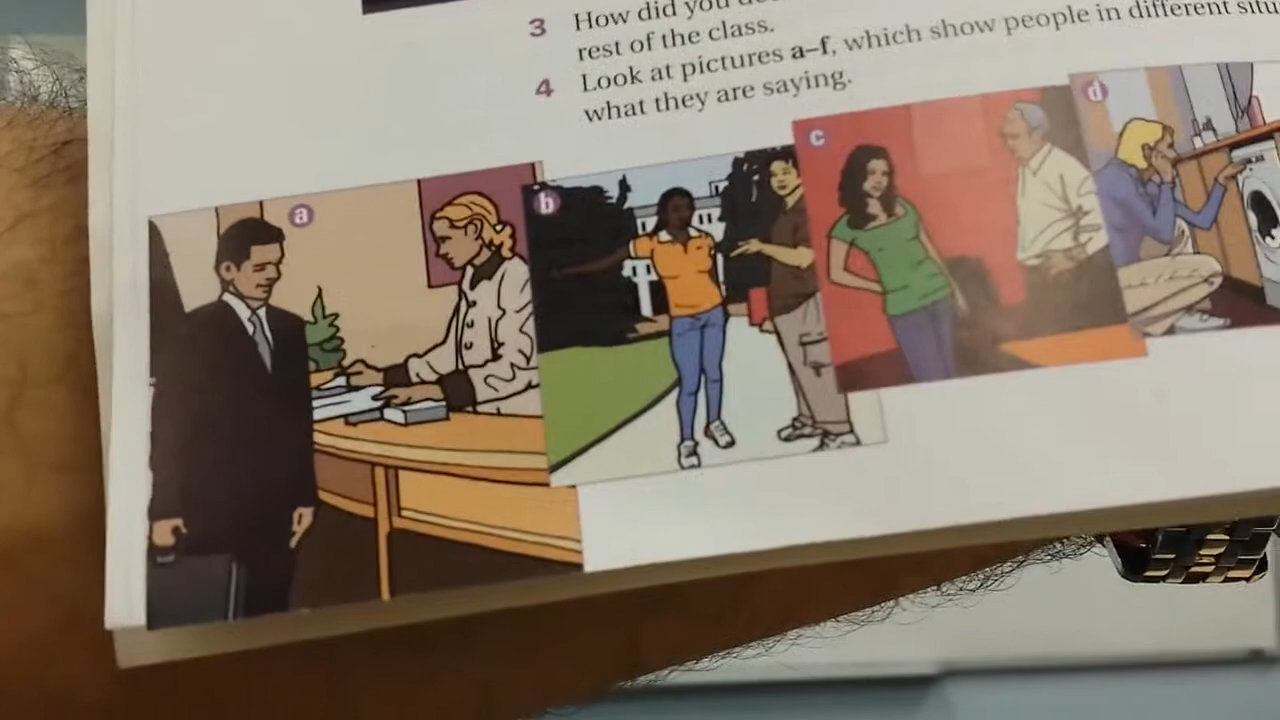 3 How did you
rest of the class.
4 Look at pictures a–f, which show people in different
what they are saying.
a
b
c
d